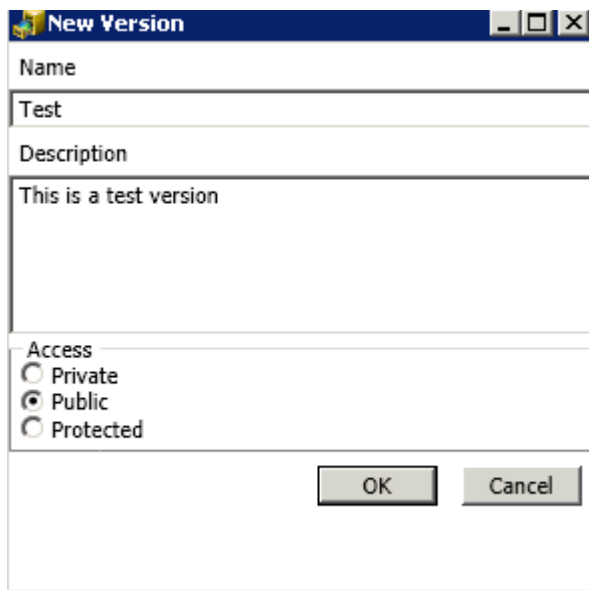 New Version
Name
Test
Description
This is a test version
Access
Private
Public
Protected
OK Cancel